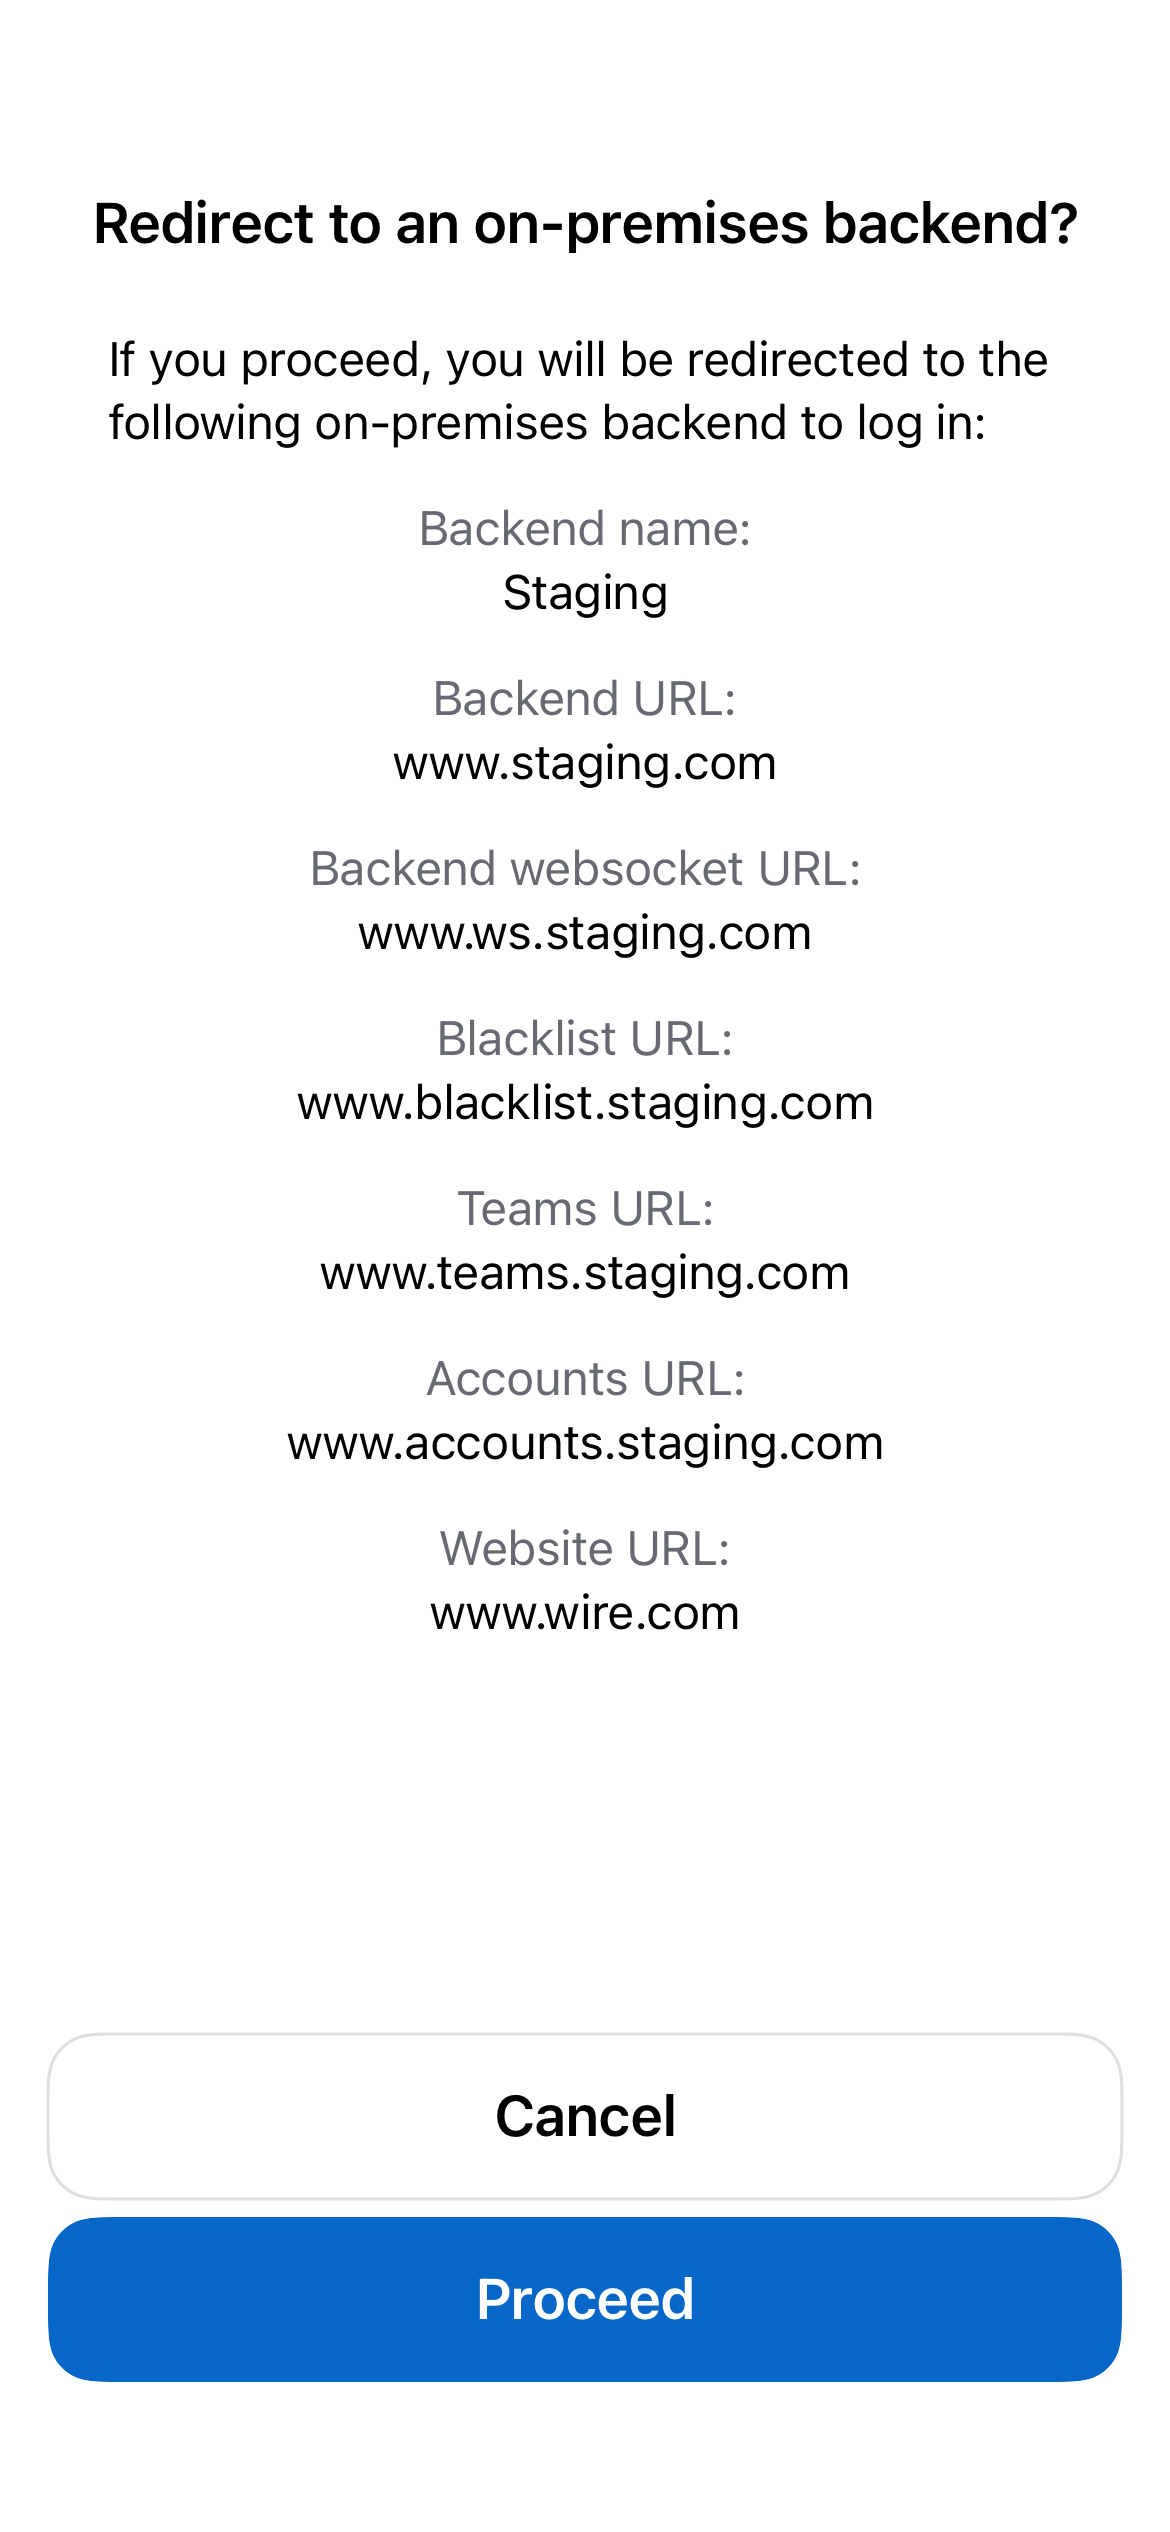 Redirect to an on-premises backend?
If you proceed, you will be redirected to the
following on-premises backend to log in:
Backend name:
Staging
Backend URL:
www.staging.com
Backend websocket URL:
www.ws.staging.com
Blacklist URL:
www.blacklist.staging.com
Teams URL:
www.teams.staging.com
Accounts URL:
www.accounts.staging.com
Website URL:
www.wire.com
Cancel
Proceed